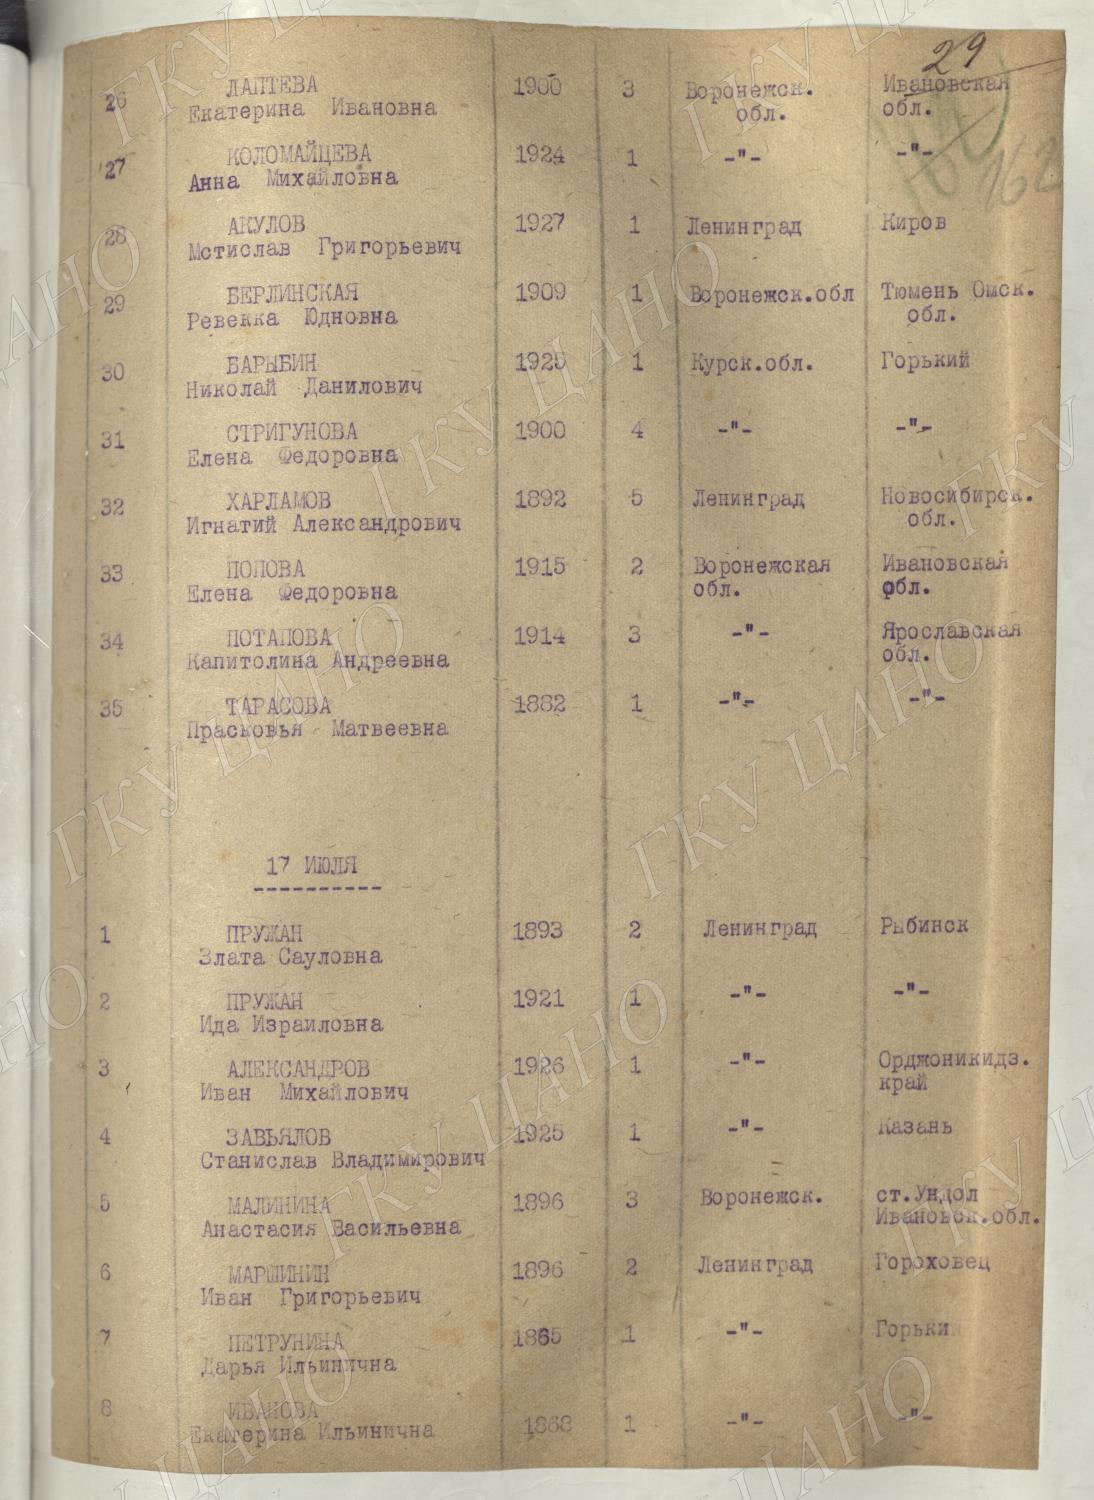 29
162
26 ЛАПТЕВА 1900 3 Воронежск. Ивановская
Екатерина Ивановна обл. обл.
27 КОЛОМАЙЦЕВА 1924 1 -"- -"-
Анна Михайловна
28 АКУЛОВ 1927 1 Ленинград Киров
Мстислав Григорьевич
29 БЕРЛИНСКАЯ 1909 1 Воронежск.обл Тюмень Омск.
Ревекка Юдновна обл.
30 БАРЫБИН 1925 1 Курск.обл. Горький
Николай Данилович
31 СТРИГУНОВА 1900 4 -"- -"-
Елена Федоровна
32 ХАРЛАМОВ 1892 5 Ленинград Новосибирск.
Игнатий Александрович обл.
33 ПОПОВА 1915 2 Воронежская Ивановская
Елена Федоровна обл. обл.
34 ПОТАПОВА 1914 3 -"- Ярославская
Капитолина Андреевна обл.
35 ТАРАСОВА 1882 1 -"- -"-
Прасковья Матвеевна
17 ИЮЛЯ
----------
1 ПРУЖАН 1893 2 Ленинград Рыбинск
Злата Сауловна
2 ПРУЖАН 1921 1 -"- -"-
Ида Израиловна
3 АЛЕКСАНДРОВ 1926 1 -"- Орджоникидз.
Иван Михайлович край
4 ЗАВЬЯЛОВ 1925 1 -"- Казань
Станислав Владимирович
5 МАЛИНИНА 1896 3 Воронежск. ст.Ундол
Анастасия Васильевна Ивановск.обл.
6 МАРШИНИН 1896 2 Ленинград Гороховец
Иван Григорьевич
7 ПЕТРУНИНА 1865 1 -"- Горький
Дарья Ильинична
8 ИВАНОВА 1868 1 -"- -"-
Екатерина Ильинична
ГКУ ЦАНО